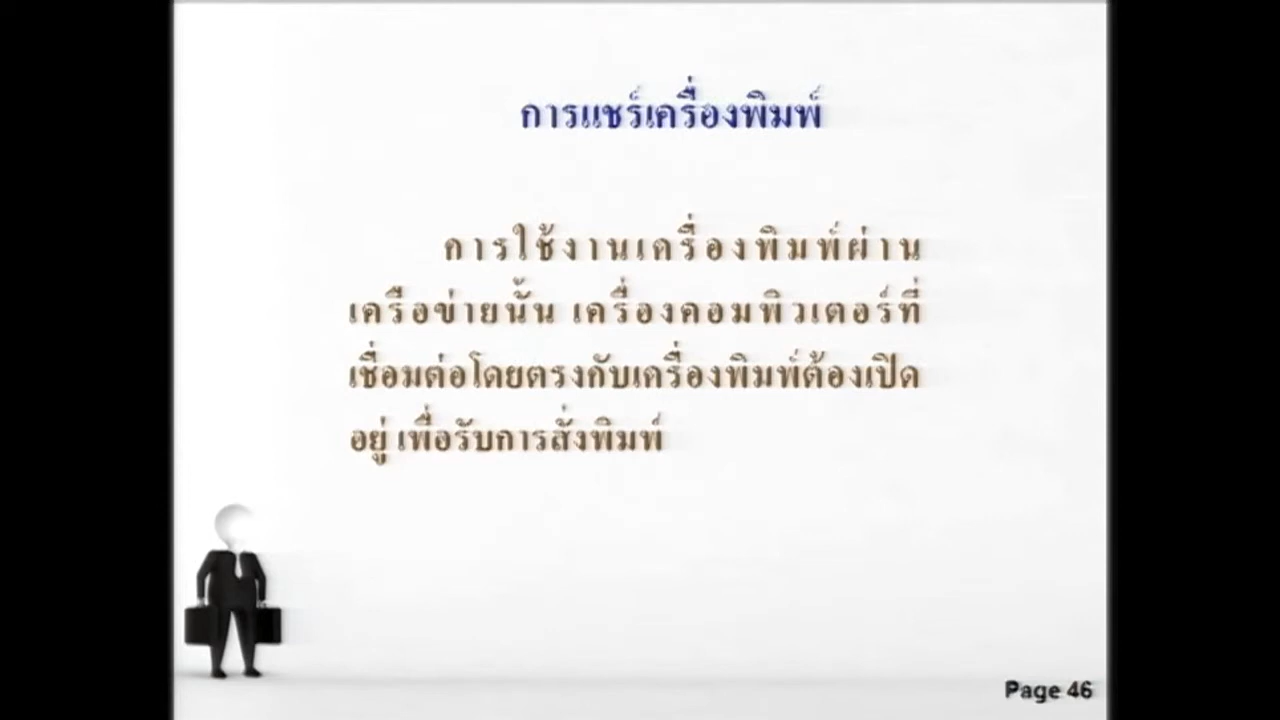 การแชร์เครื่องพิมพ์
การใช้งานเครื่องพิมพ์ผ่าน
เครือข่ายนั้น เครื่องคอมพิวเตอร์ที่
เชื่อมต่อโดยตรงกับเครื่องพิมพ์ต้องเปิด
อยู่ เพื่อรับการสั่งพิมพ์
Page 46